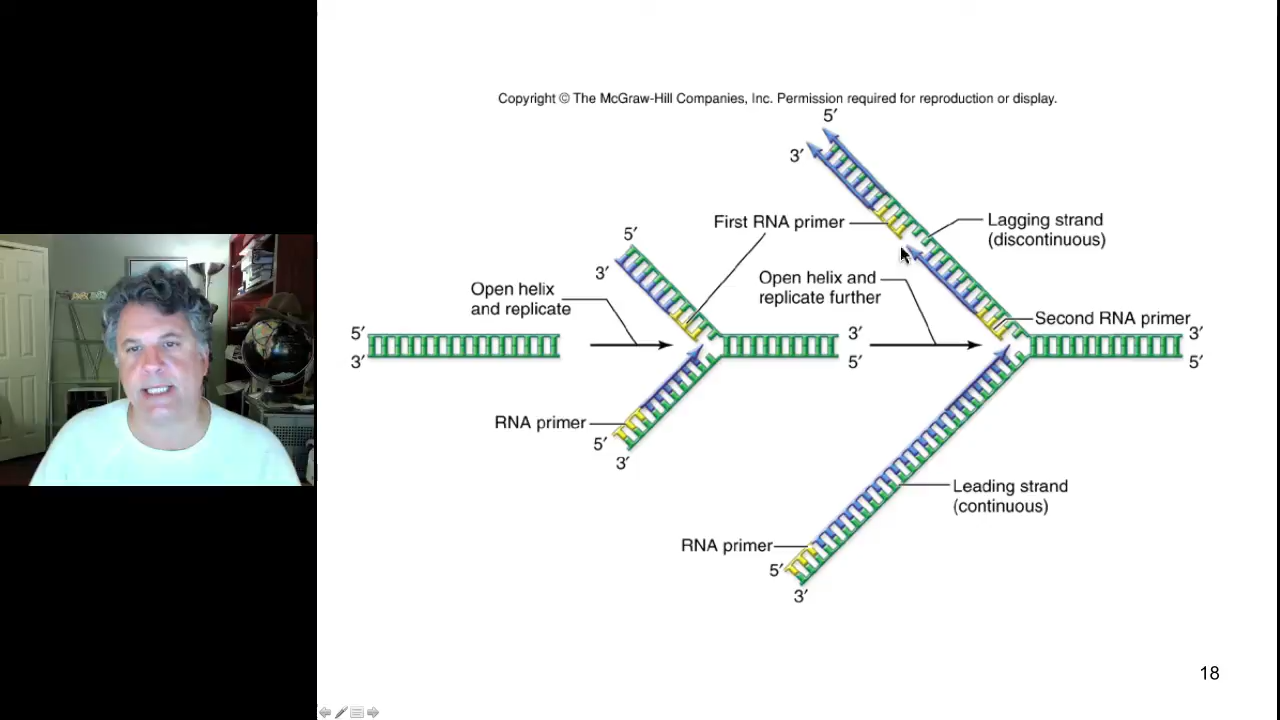 Copyright © The McGraw-Hill Companies, Inc. Permission required for reproduction or display.
5′
3′
First RNA primer
Lagging strand
(discontinuous)
5′
3′
Open helix and
replicate further
Open helix
and replicate
Second RNA primer
5′
3′
3′
5′
3′
5′
RNA primer
5′
3′
Leading strand
(continuous)
RNA primer
5′
3′
18